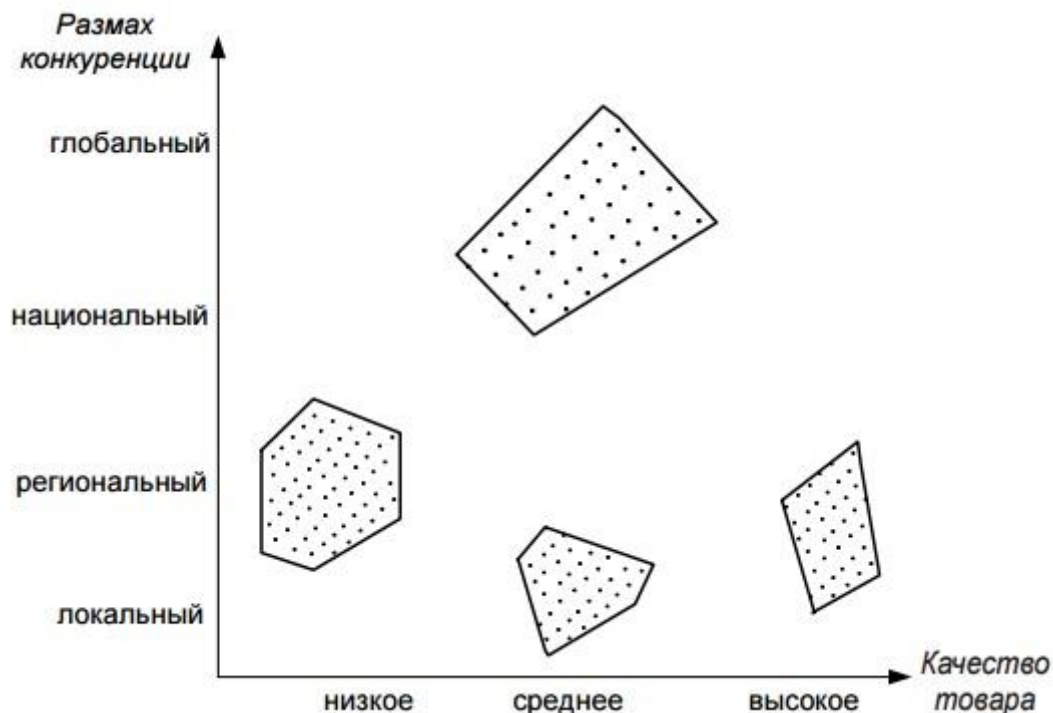 Размах
конкуренции
глобальный
национальный
региональный
локальный
низкое среднее высокое
Качество
товара